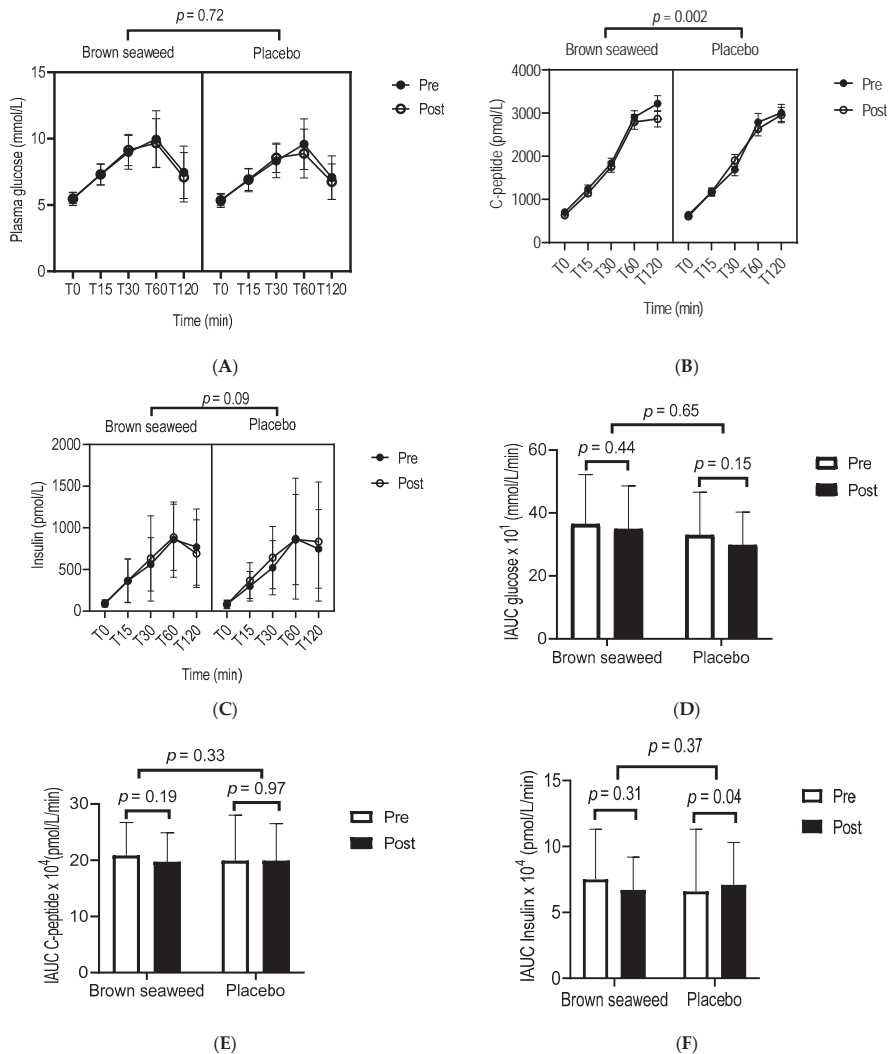 p = 0.72
Brown seaweed Placebo
15
10
5
0
Plasma glucose (mmol/L)
T0 T15 T30 T60 T120 T0 T15 T30 T60 T120
Time (min)
Pre
Post
(A)
p = 0.002
Brown seaweed Placebo
4000
3000
2000
1000
0
C-peptide (pmol/L)
T0 T15 T30 T60 T120 T0 T15 T30 T60 T120
Time (min)
Pre
Post
(B)
p = 0.09
Brown seaweed Placebo
2000
1500
1000
500
0
Insulin (pmol/L)
T0 T15 T30 T60 T120 T0 T15 T30 T60 T120
Time (min)
Pre
Post
(C)
p = 0.65
p = 0.44
p = 0.15
60
40
20
0
IAUC glucose x 10¹ (mmol/L/min)
Brown seaweed Placebo
Pre
Post
(D)
p = 0.33
p = 0.19 p = 0.97
30
20
10
0
IAUC C-peptide x 10⁴(pmol/L/min)
Brown seaweed Placebo
Pre
Post
(E)
p = 0.37
p = 0.31 p = 0.04
15
10
5
0
IAUC Insulin x 10⁴ (pmol/L/min)
Brown seaweed Placebo
Pre
Post
(F)